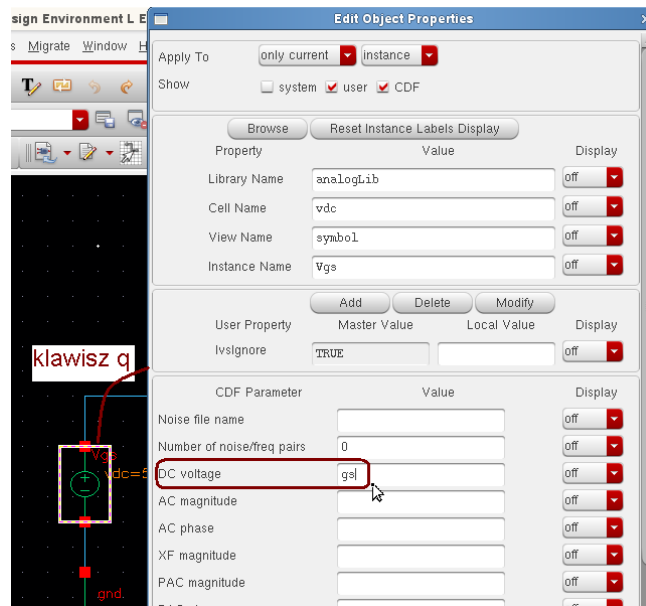 sign Environment L E
Edit Object Properties
s Migrate Window H
Apply To only current instance
Show system user CDF
Browse Reset Instance Labels Display
Property Value Display
Library Name analogLib off
Cell Name vdc off
View Name symbol off
Instance Name Vgs off
Add Delete Modify
User Property Master Value Local Value Display
lvsIgnore TRUE off
klawisz q
CDF Parameter Value Display
Noise file name off
Number of noise/freq pairs 0 off
Vgs
vdc=5
DC voltage gs off
AC magnitude off
AC phase off
XF magnitude off
PAC magnitude off
gnd.